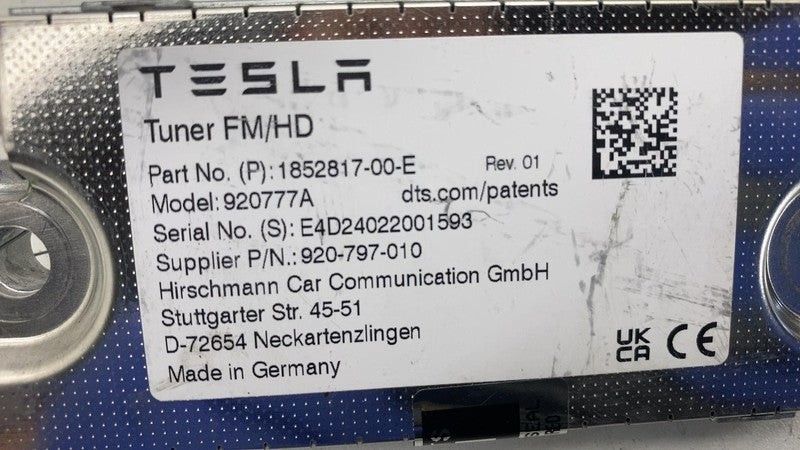 TESLA
Tuner FM/HD
Part No. (P): 1852817-00-E Rev. 01
Model: 920777A dts.com/patents
Serial No. (S): E4D24022001593
Supplier P/N.: 920-797-010
Hirschmann Car Communication GmbH
Stuttgarter Str. 45-51
D-72654 Neckartenzlingen
Made in Germany
UK
CA CE
SEAL